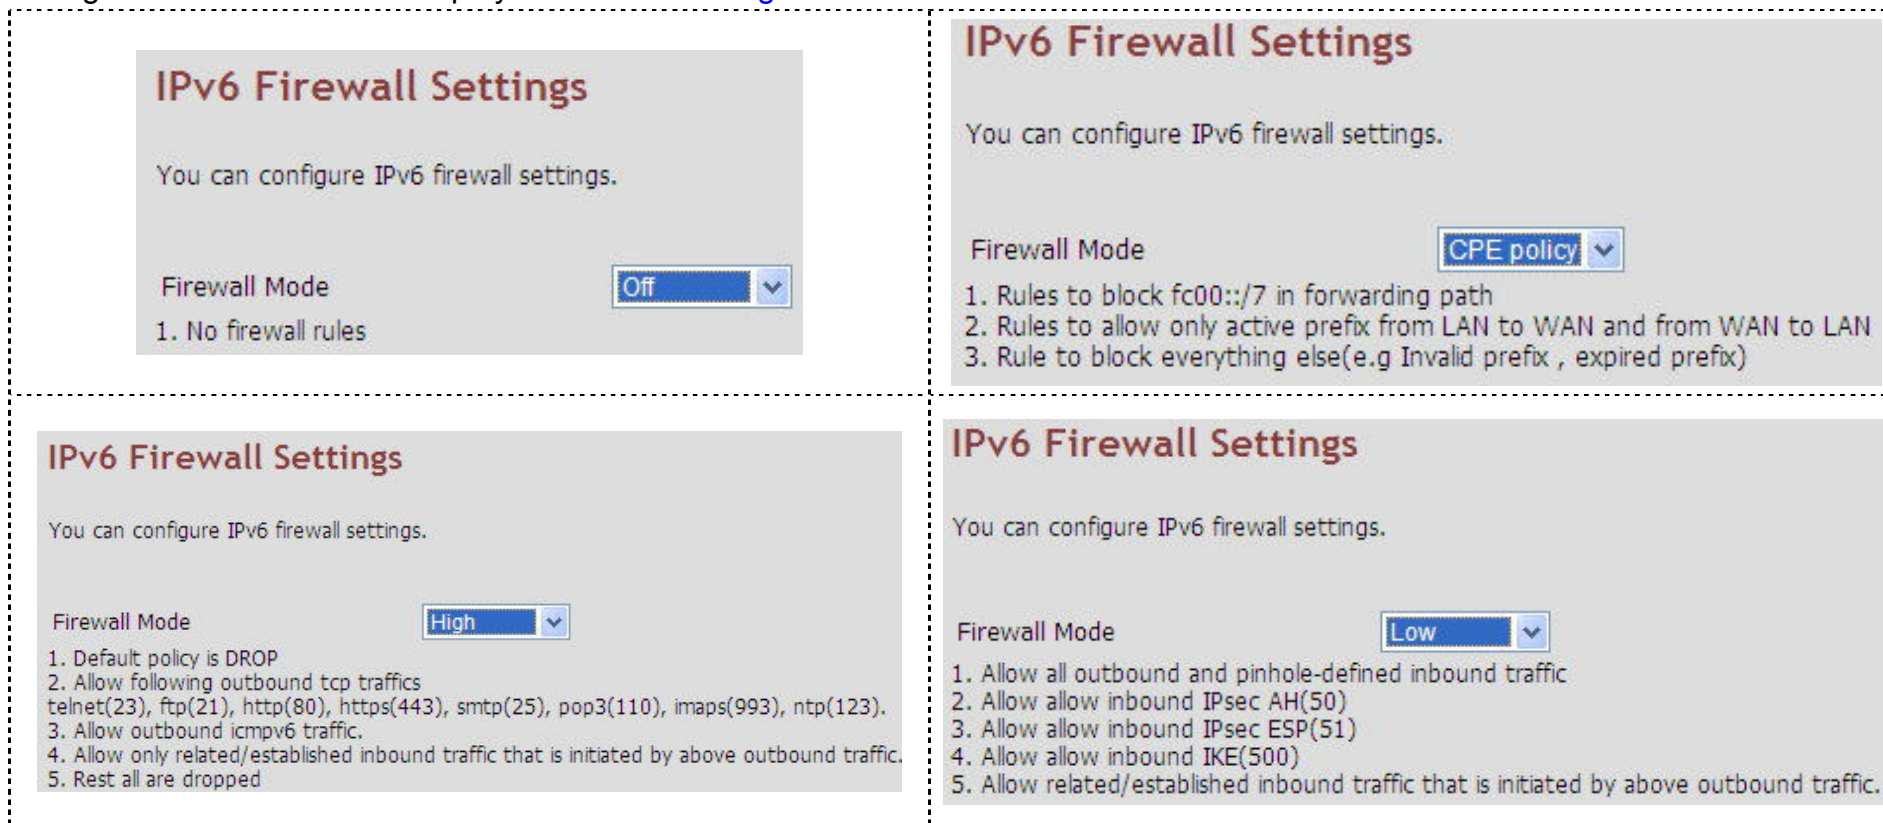 IPv6 Firewall Settings
You can configure IPv6 firewall settings.
Firewall Mode Off
1. No firewall rules
IPv6 Firewall Settings
You can configure IPv6 firewall settings.
Firewall Mode CPE policy
1. Rules to block fc00::/7 in forwarding path
2. Rules to allow only active prefix from LAN to WAN and from WAN to LAN
3. Rule to block everything else(e.g Invalid prefix , expired prefix)
IPv6 Firewall Settings
You can configure IPv6 firewall settings.
Firewall Mode High
1. Default policy is DROP
2. Allow following outbound tcp traffics
telnet(23), ftp(21), http(80), https(443), smtp(25), pop3(110), imaps(993), ntp(123).
3. Allow outbound icmpv6 traffic.
4. Allow only related/established inbound traffic that is initiated by above outbound traffic.
5. Rest all are dropped
IPv6 Firewall Settings
You can configure IPv6 firewall settings.
Firewall Mode Low
1. Allow all outbound and pinhole-defined inbound traffic
2. Allow allow inbound IPsec AH(50)
3. Allow allow inbound IPsec ESP(51)
4. Allow allow inbound IKE(500)
5. Allow related/established inbound traffic that is initiated by above outbound traffic.